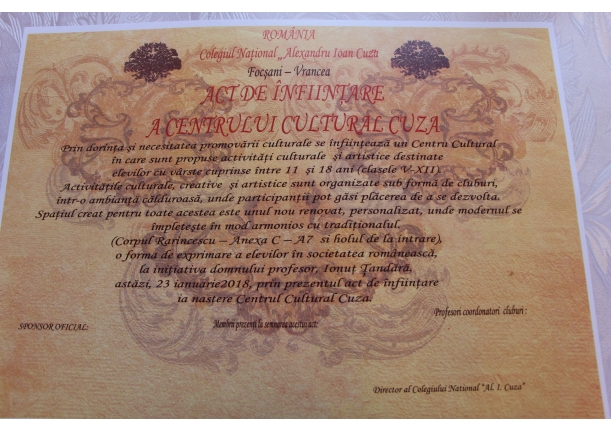 ROMÂNIA
Colegiul Național „Alexandru Ioan Cuza
Focșani – Vrancea
ACT DE ÎNFIINȚARE
A CENTRULUI CULTURAL CUZA
Prin dorința și necesitatea promovării culturale se înființează un Centru Cultural
în care sunt propuse activități culturale și artistice destinate
elevilor cu vârste cuprinse între 11 și 18 ani (clasele V-XII).
Activitățile culturale, creative și artistice sunt organizate sub formă de cluburi,
într-o ambianță călduroasă, unde participanții pot găsi plăcerea de a se dezvolta.
Spațiul creat pentru toate acestea este unul nou renovat, personalizat, unde modernul se
împletește în mod armonios cu tradiționalul.
(Corpul Rarincescu – Anexa C – A7 si holul de la intrare),
o formă de exprimare a elevilor în societatea românească,
la inițiativa domnului profesor, Ionuț Țandără,
astăzi, 23 ianuarie2018, prin prezentul act de înființare
ia naștere Centrul Cultural Cuza.
Profesori coordonatori cluburi :
SPONSOR OFICIAL:
Membrii prezenți la semnarea acestui act:
Director al Colegiului National "Al. I. Cuza"